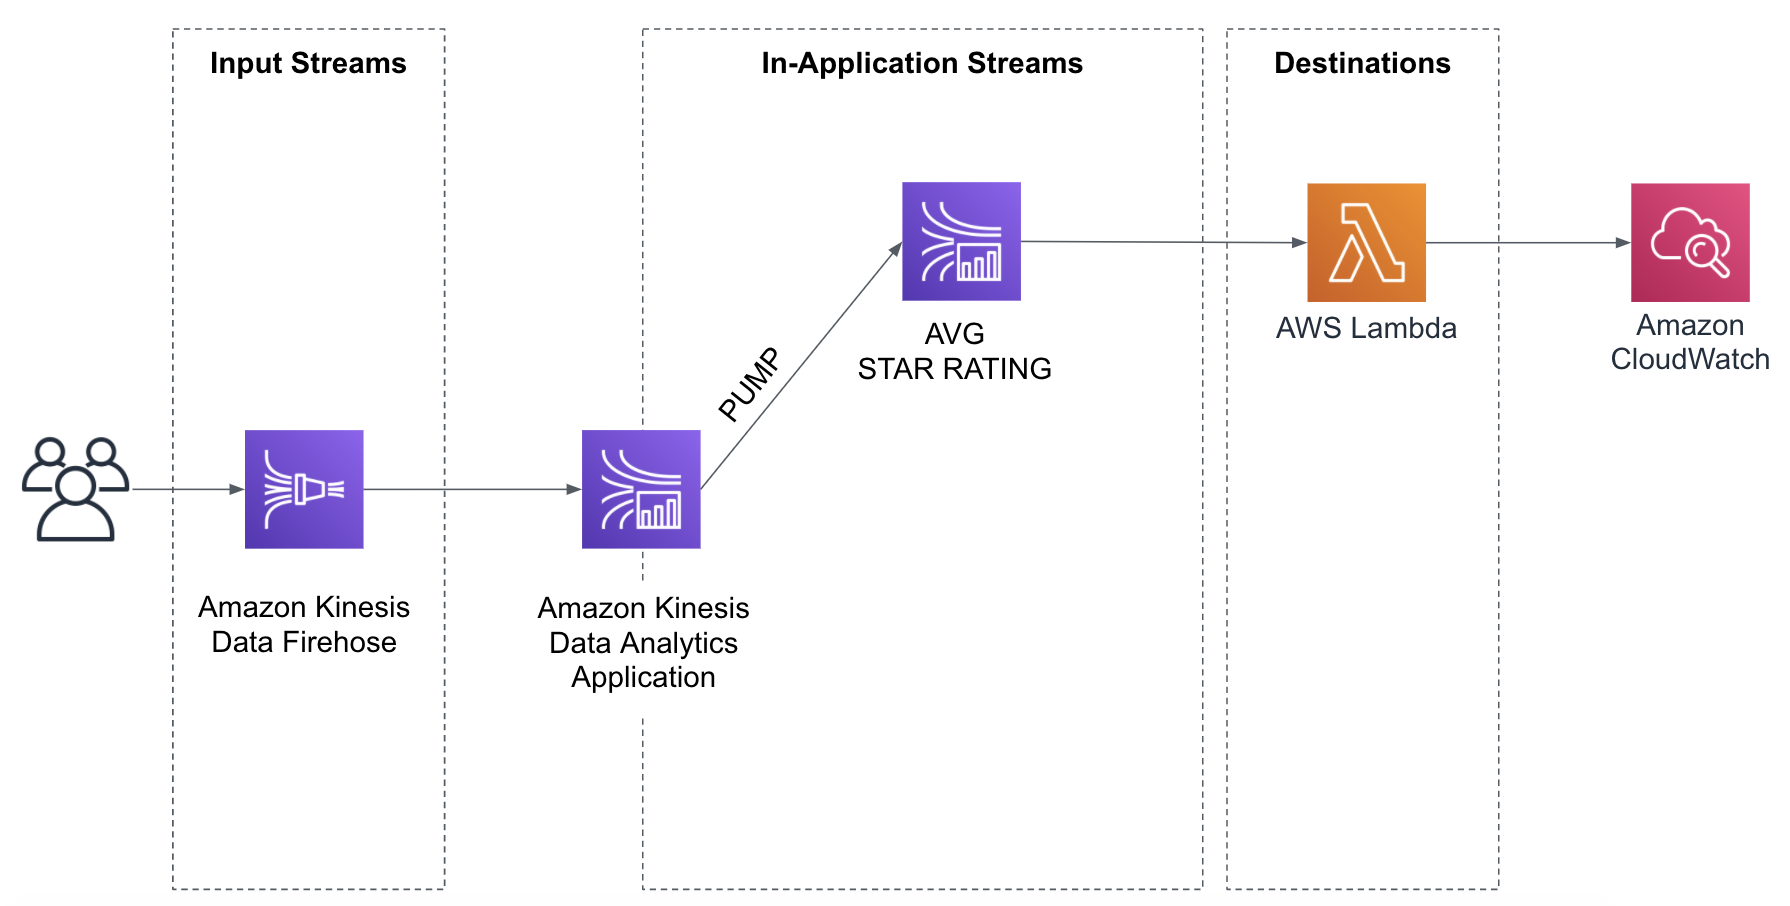 Input Streams
In-Application Streams
Destinations
AVG
STAR RATING
AWS Lambda
Amazon
CloudWatch
PUMP
Amazon Kinesis
Data Firehose
Amazon Kinesis
Data Analytics
Application